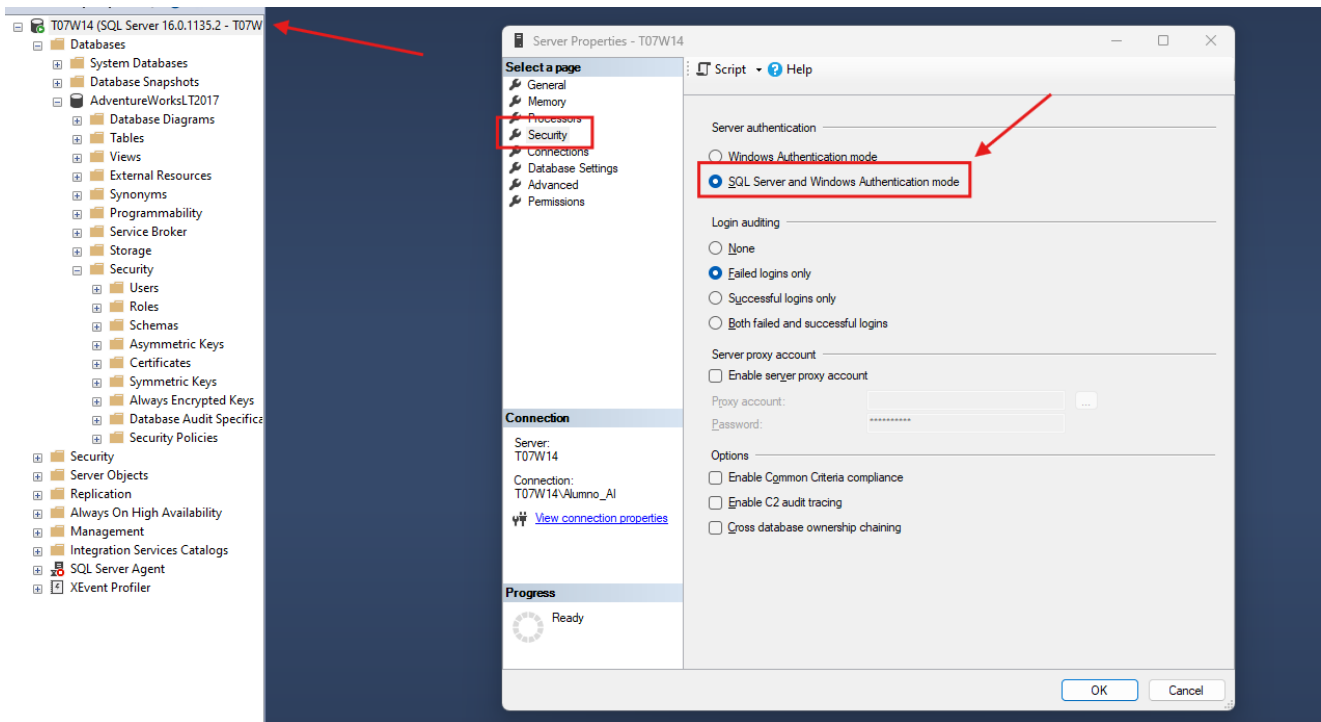 T07W14 (SQL Server 16.0.1135.2 - T07W
Databases
System Databases
Database Snapshots
AdventureWorksLT2017
Database Diagrams
Tables
Views
External Resources
Synonyms
Programmability
Service Broker
Storage
Security
Users
Roles
Schemas
Asymmetric Keys
Certificates
Symmetric Keys
Always Encrypted Keys
Database Audit Specifica
Security Policies
Security
Server Objects
Replication
Always On High Availability
Management
Integration Services Catalogs
SQL Server Agent
XEvent Profiler
Server Properties - T07W14
Select a page
General
Memory
Processors
Security
Connections
Database Settings
Advanced
Permissions
Connection
Server:
T07W14
Connection:
T07W14\Alumno_AI
View connection properties
Progress
Ready
Script Help
Server authentication
Windows Authentication mode
SQL Server and Windows Authentication mode
Login auditing
None
Failed logins only
Successful logins only
Both failed and successful logins
Server proxy account
Enable server proxy account
Proxy account:
...
Password: **********
Options
Enable Common Criteria compliance
Enable C2 audit tracing
Cross database ownership chaining
OK Cancel